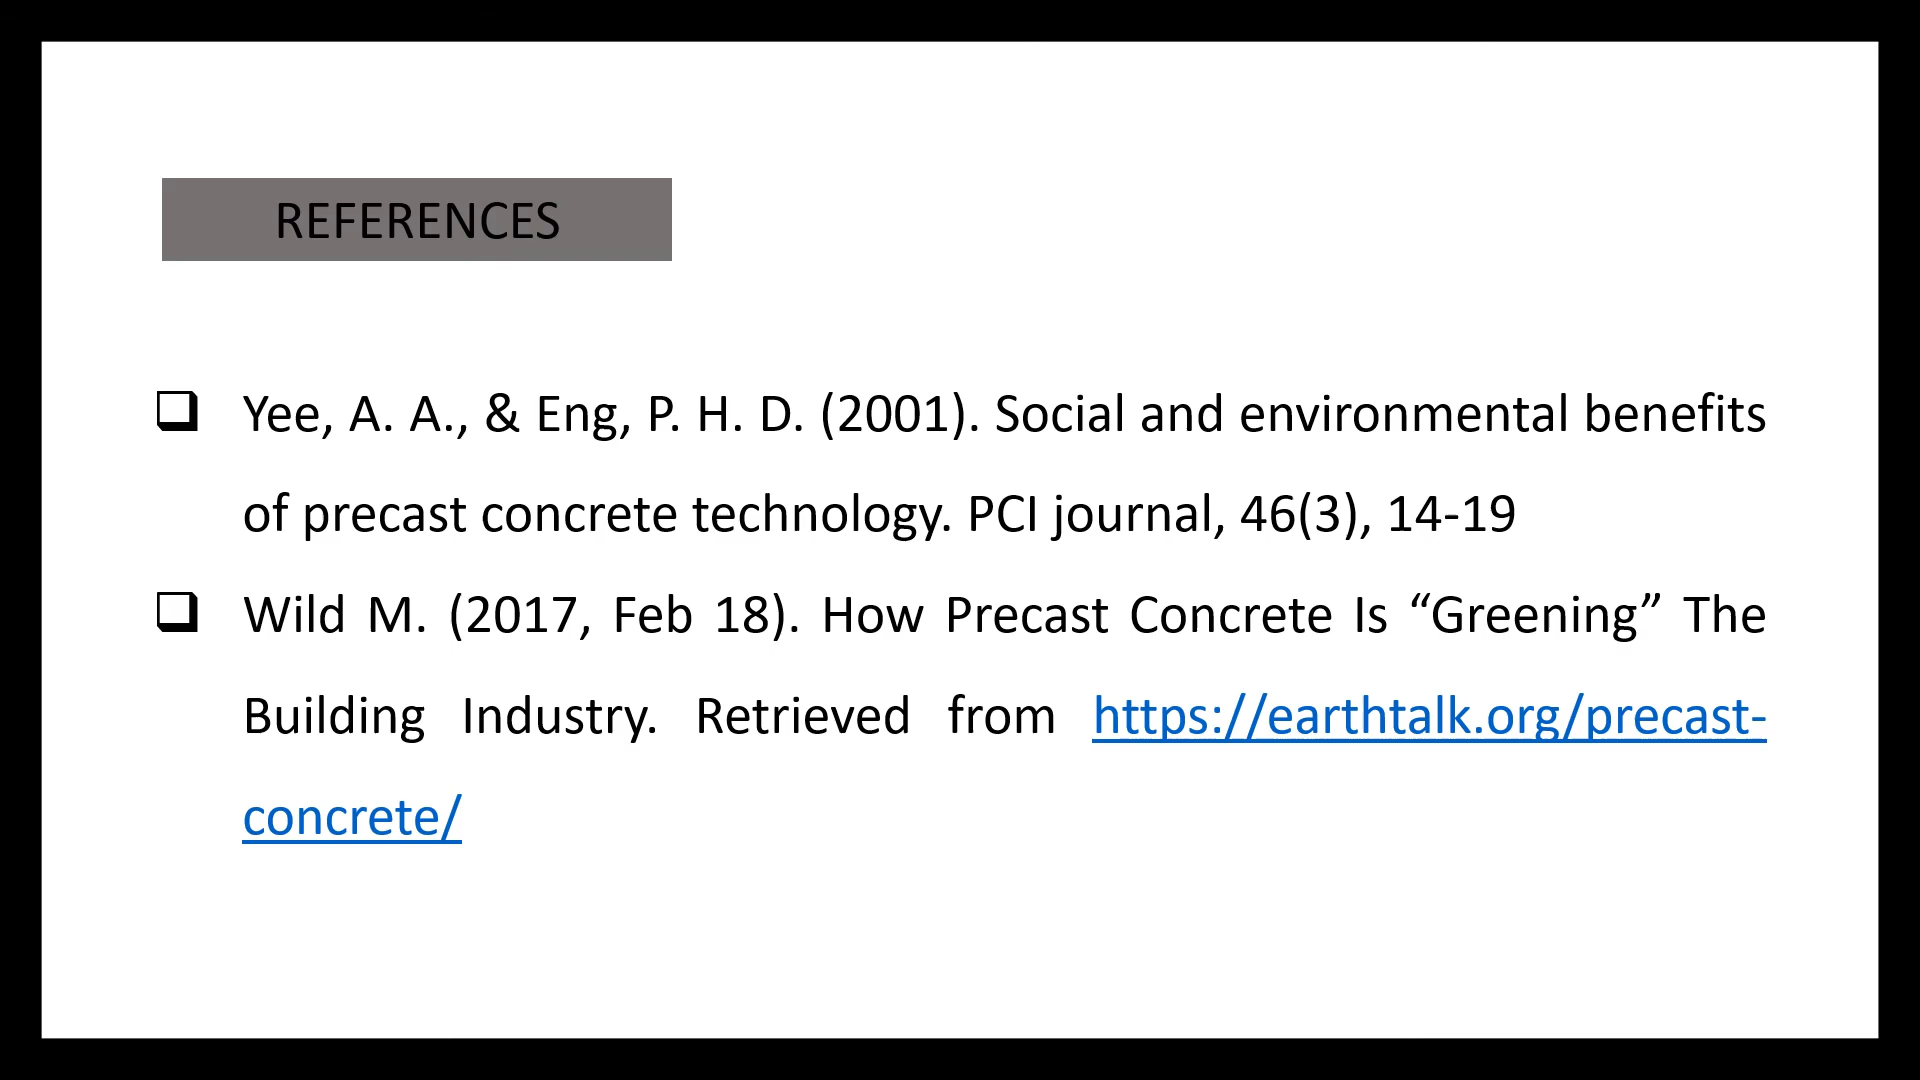 REFERENCES
Yee, A. A., & Eng, P. H. D. (2001). Social and environmental benefits
of precast concrete technology. PCI journal, 46(3), 14-19
Wild M. (2017, Feb 18). How Precast Concrete Is “Greening” The
Building Industry. Retrieved from https://earthtalk.org/precast-
concrete/